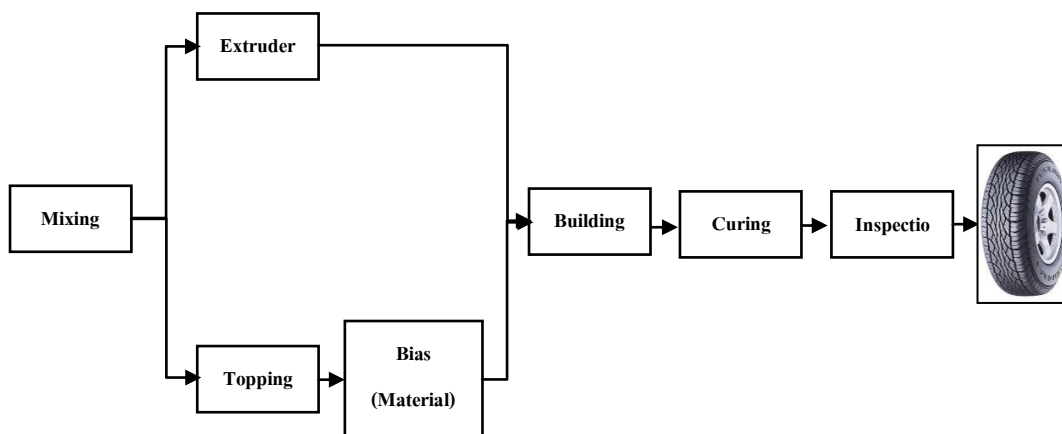 Extruder
Mixing
Building
Curing
Inspectio
Topping
Bias
(Material)